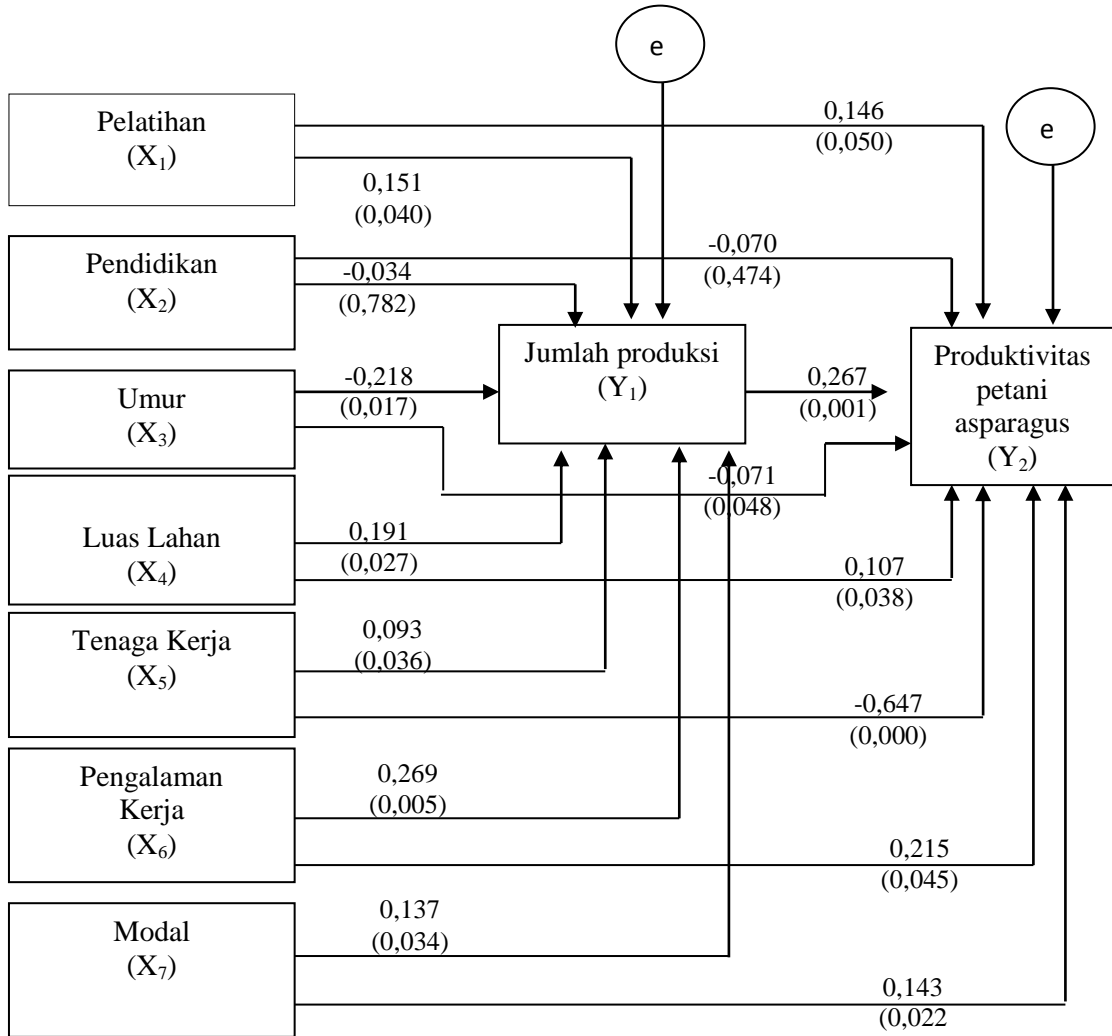 e
Pelatihan
(X₁)
0,146
(0,050)
e
0,151
(0,040)
Pendidikan
(X₂)
-0,070
(0,474)
-0,034
(0,782)
Jumlah produksi
(Y₁)
Produktivitas
petani
asparagus
(Y₂)
Umur
(X₃)
-0,218
(0,017)
0,267
(0,001)
-0,071
(0,048)
Luas Lahan
(X₄)
0,191
(0,027)
0,107
(0,038)
Tenaga Kerja
(X₅)
0,093
(0,036)
-0,647
(0,000)
Pengalaman
Kerja
(X₆)
0,269
(0,005)
0,215
(0,045)
Modal
(X₇)
0,137
(0,034)
0,143
(0,022